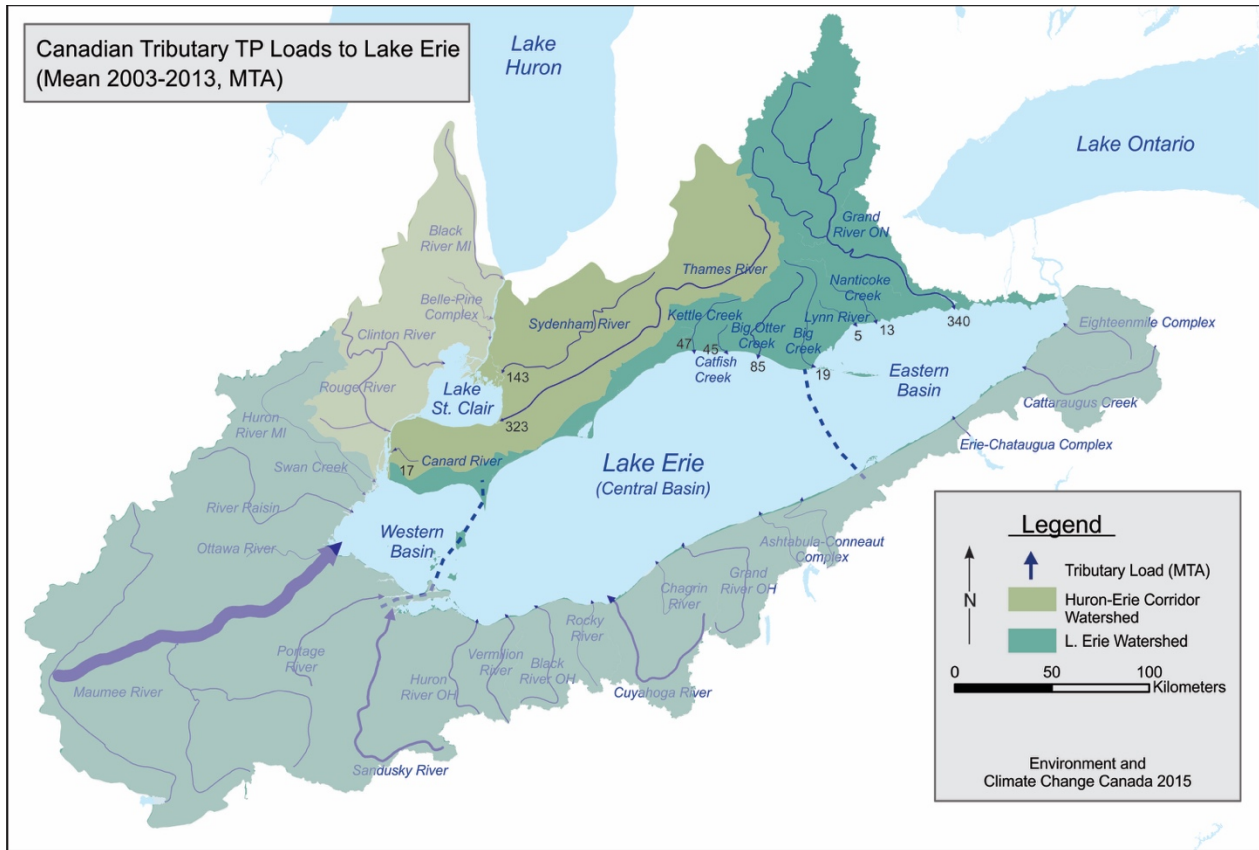 Canadian Tributary TP Loads to Lake Erie
(Mean 2003-2013, MTA)
Lake
Huron
Lake Ontario
Black
River MI
Belle-Pine
Complex
Clinton River
Rouge River
Lake
St. Clair
Huron
River MI
Swan Creek
River Raisin
Ottawa River
Maumee River
Portage
River
Sandusky River
Huron
River OH
Vermilion
River
Black
River OH
Rocky
River
Cuyahoga River
Chagrin
River
Grand
River OH
Ashtabula-Conneaut
Complex
Erie-Chataugua Complex
Cattaraugus Creek
Eighteenmile Complex
Sydenham River
143
Thames River
323
Canard River
17
Kettle Creek
47
45
Catfish
Creek
Big Otter
Creek
85
Big
Creek
19
Lynn River
5
Nanticoke
Creek
13
Grand
River ON
340
Western
Basin
Lake Erie
(Central Basin)
Eastern
Basin
Legend
N
Tributary Load (MTA)
Huron-Erie Corridor
Watershed
L. Erie Watershed
0 50 100
Kilometers
Environment and
Climate Change Canada 2015